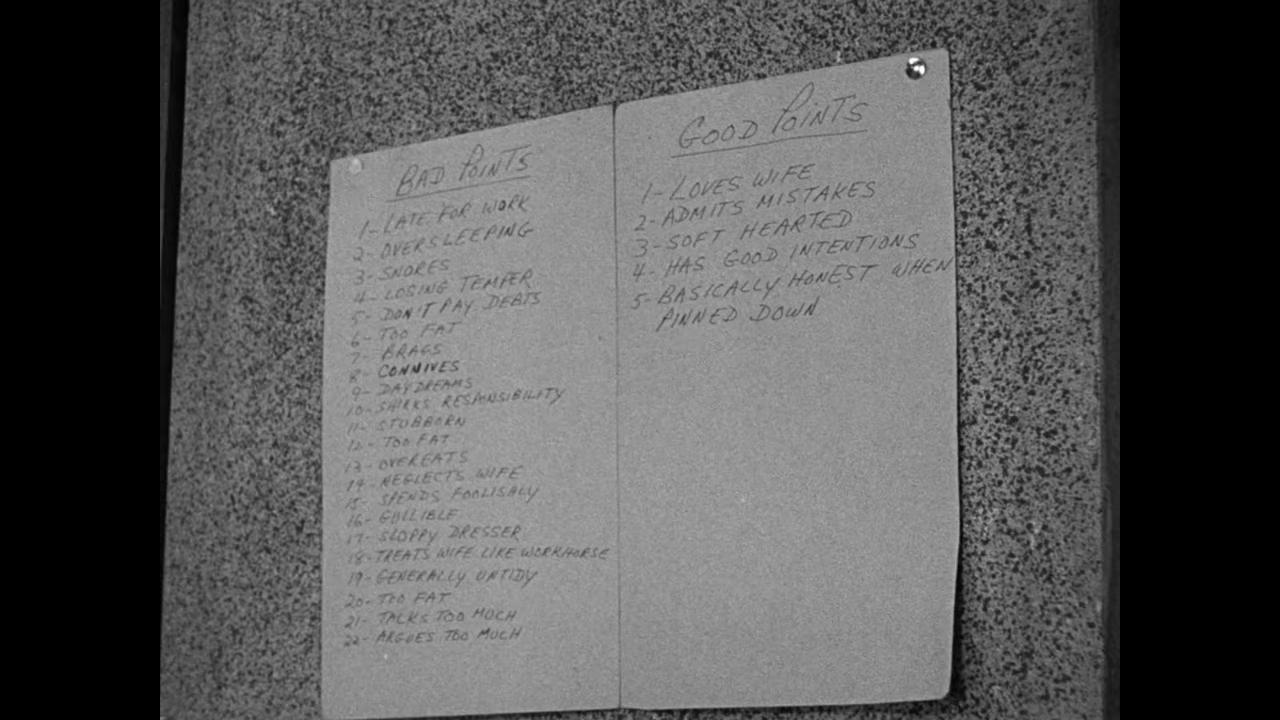 BAD POINTS
1- LATE FOR WORK
2- OVERSLEEPING
3- SNORES
4- LOSING TEMPER
5- DON'T PAY DEBTS
6- TOO FAT
7- BRAGS
8- CONNIVES
9- DAYDREAMS
10- SHIRKS RESPONSIBILITY
11- STUBBORN
12- TOO FAT
13- OVEREATS
14- NEGLECTS WIFE
15- SPENDS FOOLISHLY
16- GULLIBLE
17- SLOPPY DRESSER
18- TREATS WIFE LIKE WORKHORSE
19- GENERALLY UNTIDY
20- TOO FAT
21- TALKS TOO MUCH
22- ARGUES TOO MUCH
GOOD POINTS
1- LOVES WIFE
2- ADMITS MISTAKES
3- SOFT HEARTED
4- HAS GOOD INTENTIONS
5- BASICALLY HONEST WHEN
PINNED DOWN